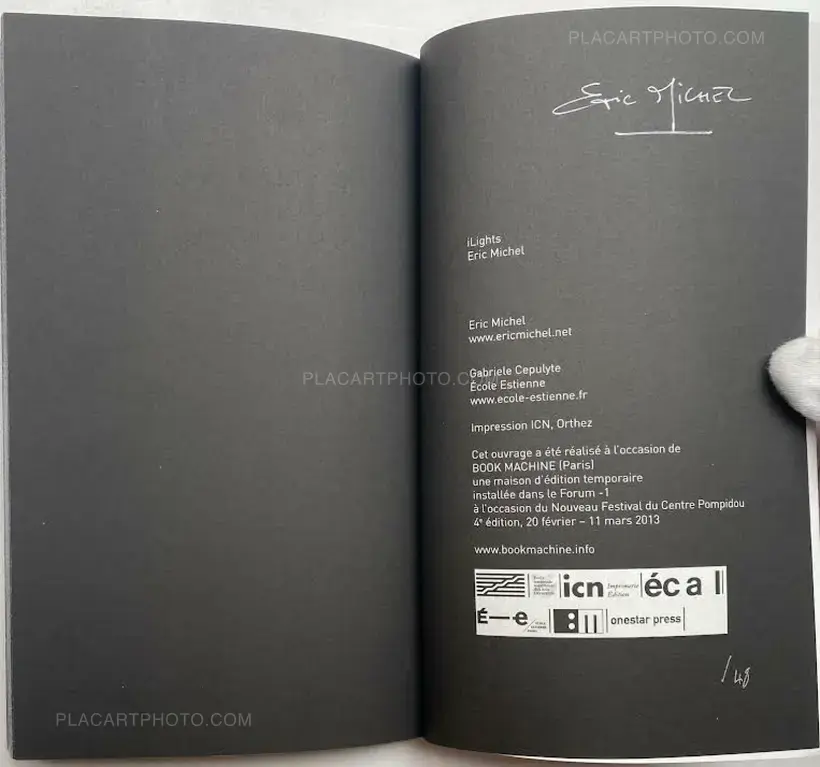 PLACARTPHOTO.COM
Eric Michel
iLights
Eric Michel
Eric Michel
www.ericmichel.net
PLACARTPHOTO.COM
Gabriele Cepulyte
École Estienne
www.ecole-estienne.fr
Impression ICN, Orthez
Cet ouvrage a été réalisé à l'occasion de
BOOK MACHINE (Paris)
une maison d'édition temporaire
installée dans le Forum -1
à l'occasion du Nouveau Festival du Centre Pompidou
4e édition, 20 février – 11 mars 2013
www.bookmachine.info
icn Imprimerie Édition éca l
É—e onestar press
/48
PLACARTPHOTO.COM